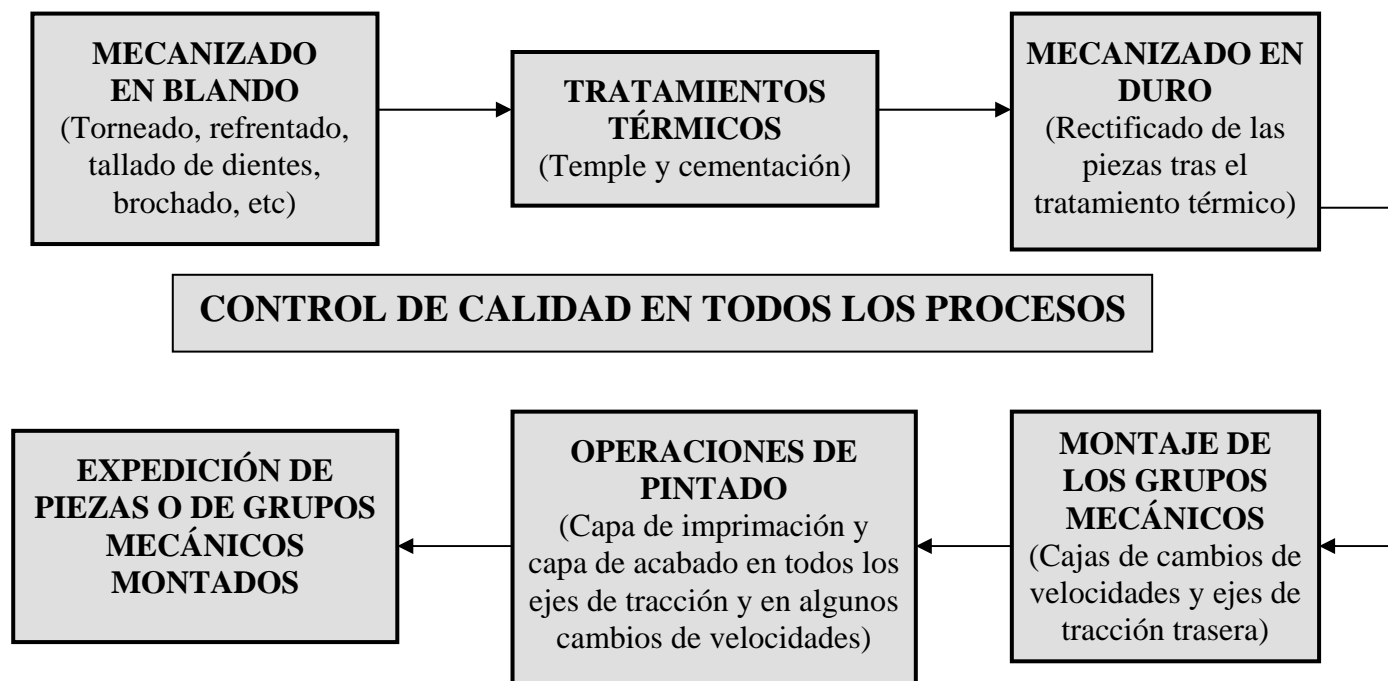 MECANIZADO
EN BLANDO
(Torneado, refrentado,
tallado de dientes,
brochado, etc)
TRATAMIENTOS
TÉRMICOS
(Temple y cementación)
MECANIZADO EN
DURO
(Rectificado de las
piezas tras el
tratamiento térmico)
CONTROL DE CALIDAD EN TODOS LOS PROCESOS
MONTAJE DE
LOS GRUPOS
MECÁNICOS
(Cajas de cambios de
velocidades y ejes de
tracción trasera)
OPERACIONES DE
PINTADO
(Capa de imprimación y
capa de acabado en todos los
ejes de tracción y en algunos
cambios de velocidades)
EXPEDICIÓN DE
PIEZAS O DE GRUPOS
MECÁNICOS
MONTADOS